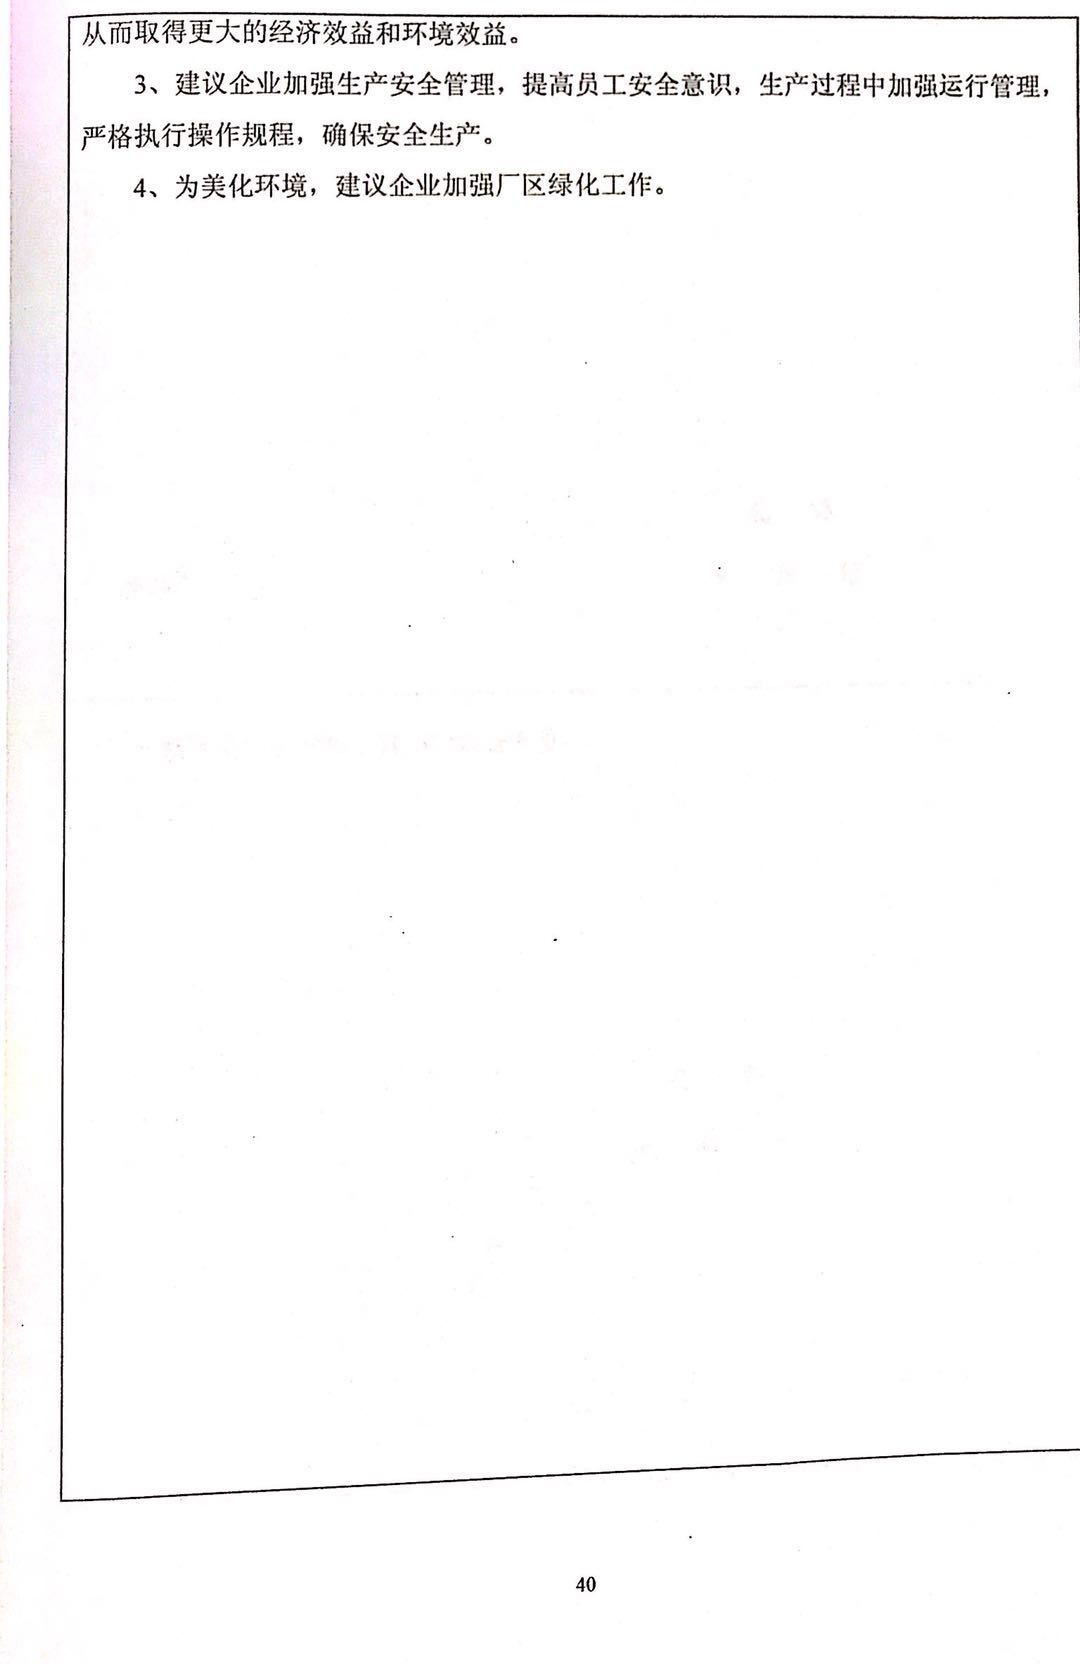 从而取得更大的经济效益和环境效益。
3、建议企业加强生产安全管理，提高员工安全意识，生产过程中加强运行管理，
严格执行操作规程，确保安全生产。
4、为美化环境，建议企业加强厂区绿化工作。
40